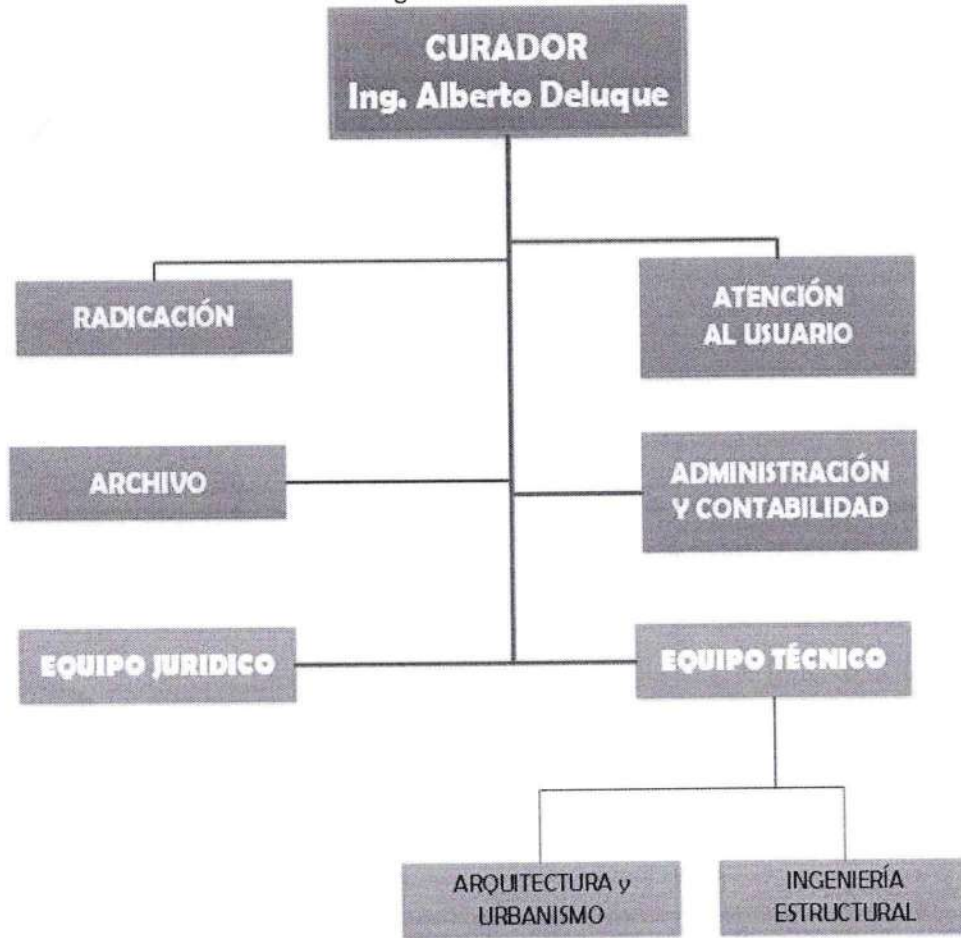 CURADOR
Ing. Alberto Deluque
RADICACIÓN
ATENCIÓN
AL USUARIO
ARCHIVO
ADMINISTRACIÓN
Y CONTABILIDAD
EQUIPO JURIDICO
EQUIPO TÉCNICO
ARQUITECTURA y
URBANISMO
INGENIERÍA
ESTRUCTURAL